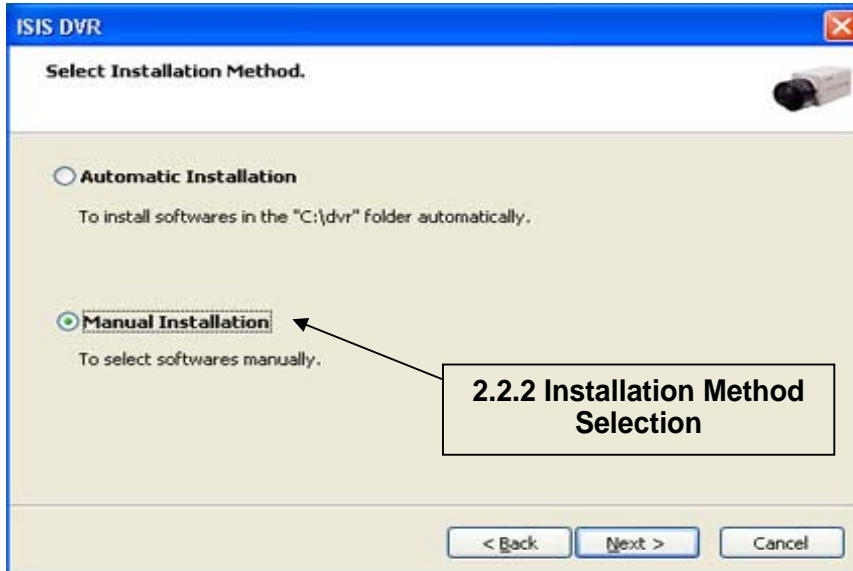 ISIS DVR
Select Installation Method.
Automatic Installation
To install softwares in the "C:\dvr" folder automatically.
Manual Installation
To select softwares manually.
2.2.2 Installation Method
Selection
< Back
Next >
Cancel